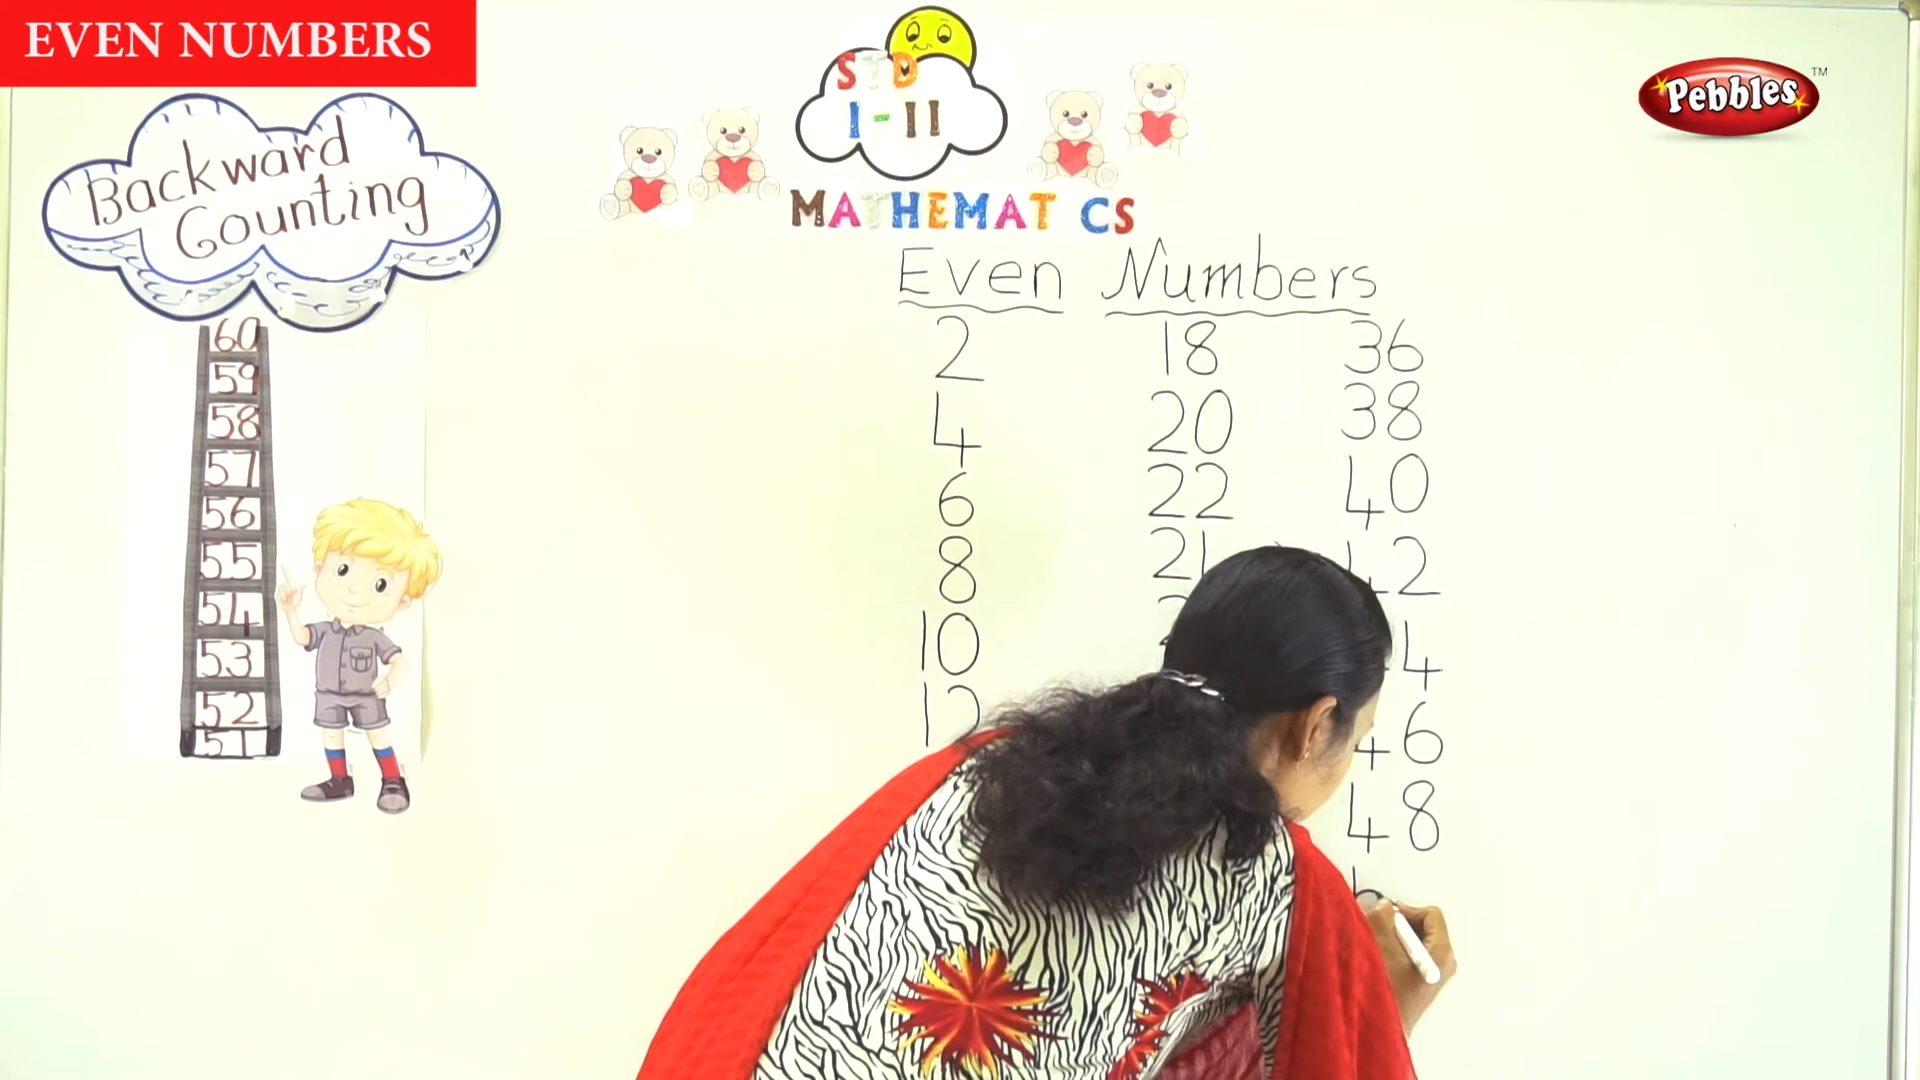 EVEN NUMBERS
STD
I-II
MATHEMAT CS
Pebbles TM
Backward
Counting
60
59
58
57
56
55
54
53
52
51
Even Numbers
2 18 36
4 20 38
6 22 40
8 42
10
12 46
48